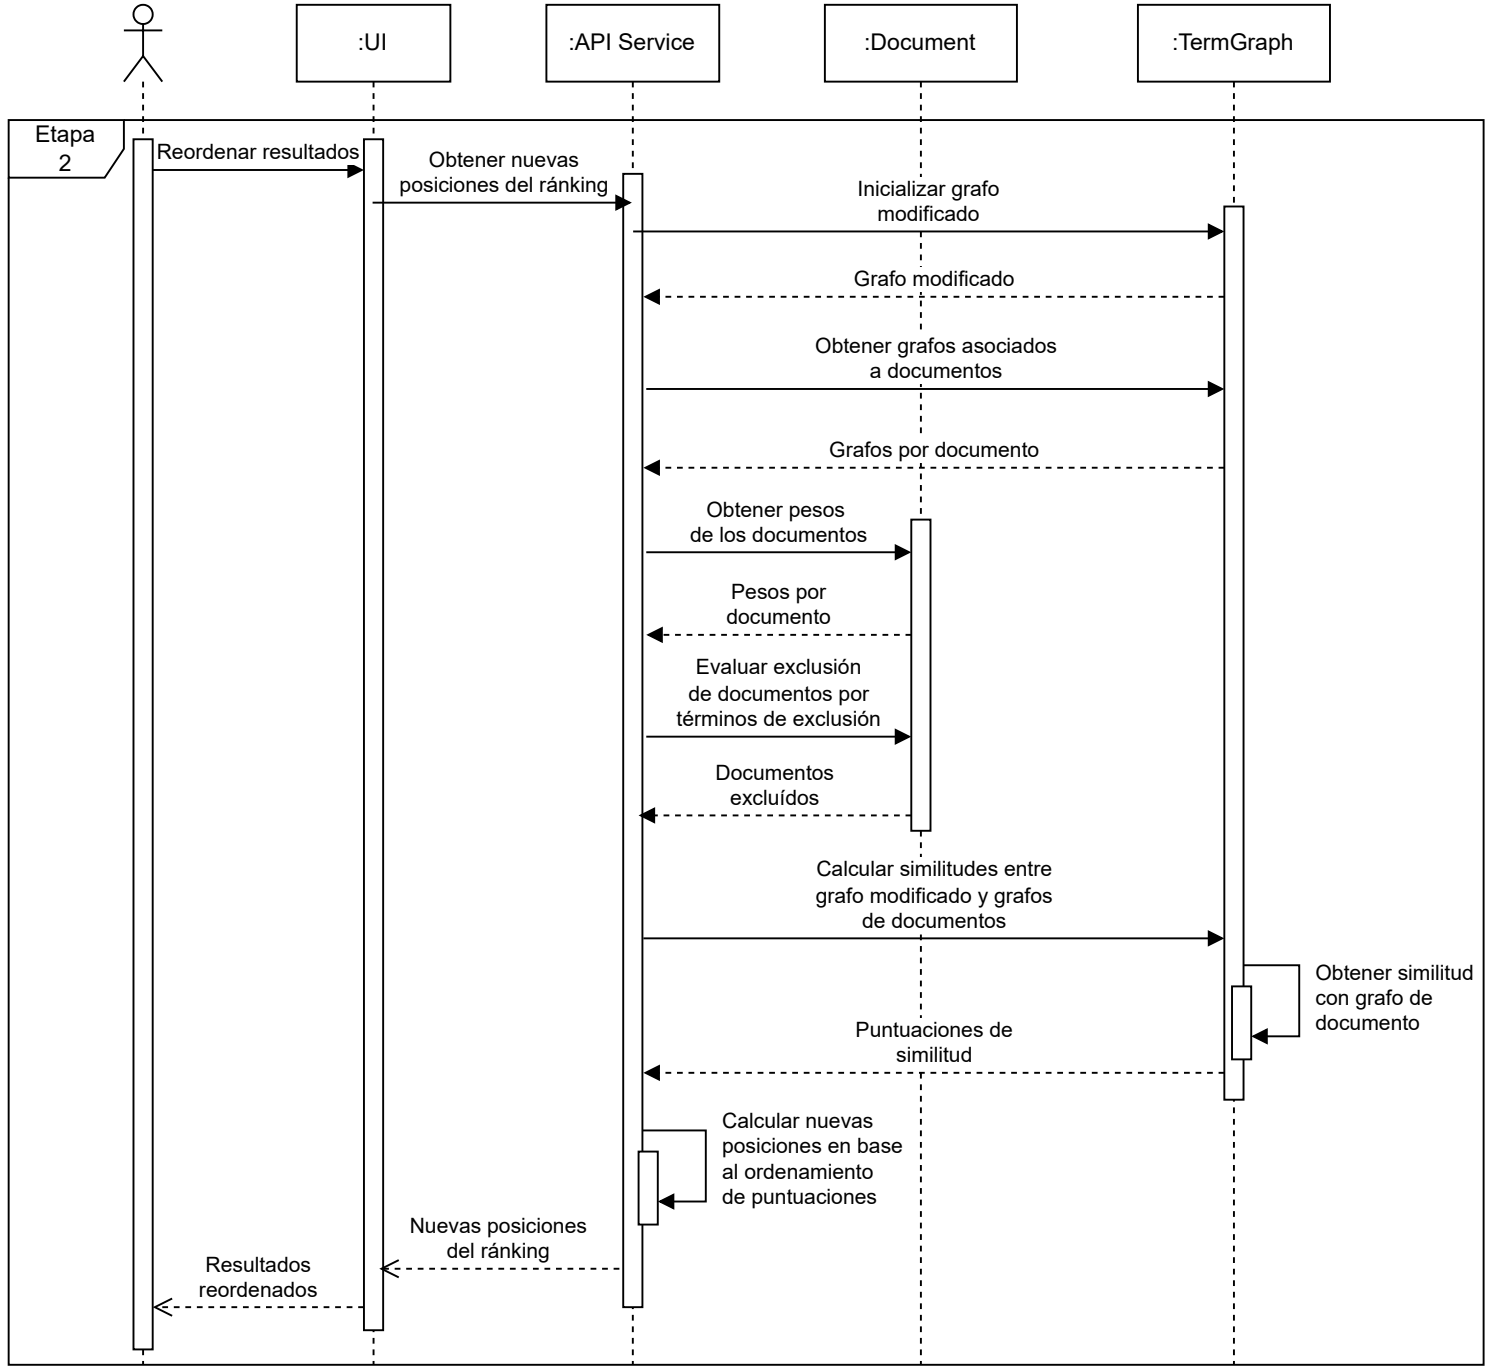 :UI
:API Service
:Document
:TermGraph
Etapa
2
Reordenar resultados
Obtener nuevas
posiciones del ránking
Inicializar grafo
modificado
Grafo modificado
Obtener grafos asociados
a documentos
Grafos por documento
Obtener pesos
de los documentos
Pesos por
documento
Evaluar exclusión
de documentos por
términos de exclusión
Documentos
excluídos
Calcular similitudes entre
grafo modificado y grafos
de documentos
Obtener similitud
con grafo de
documento
Puntuaciones de
similitud
Calcular nuevas
posiciones en base
al ordenamiento
de puntuaciones
Nuevas posiciones
del ránking
Resultados
reordenados